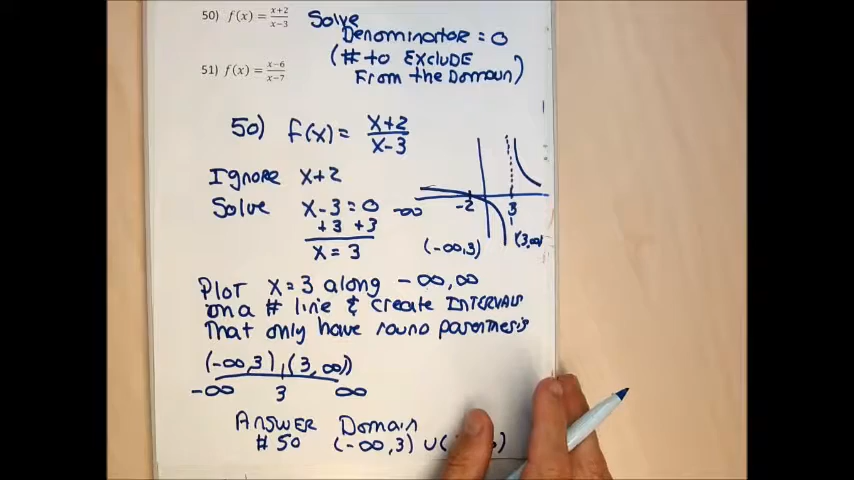 50) f(x) = x+2/x-3
Solve
Denominator = 0
(# to Exclude
From the Domain)
51) f(x) = x-6/x-7
50) f(x) = x+2/x-3
Ignore x+2
Solve x-3=0
+3 +3
x = 3
-∞ -2 3
(-∞,3) (3,∞)
Plot x=3 along -∞,∞
on a # line & create Intervals
That only have round parenthesis
(-∞,3) (3,∞)
-∞ 3 ∞
Answer Domain
#50 (-∞,3) ∪ (